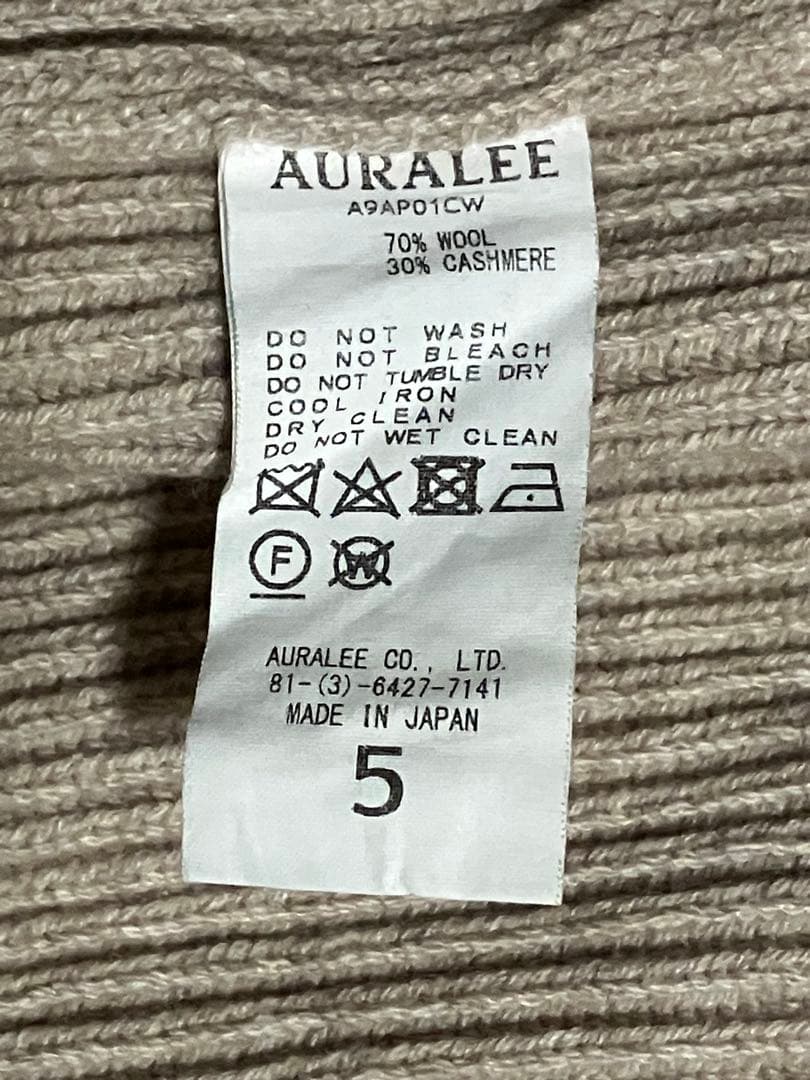 AURALEE
A9AP01CW
70% WOOL
30% CASHMERE
DO NOT WASH
DO NOT BLEACH
DO NOT TUMBLE DRY
COOL IRON
DRY CLEAN
DO NOT WET CLEAN
F W
AURALEE CO., LTD.
81-(3)-6427-7141
MADE IN JAPAN
5